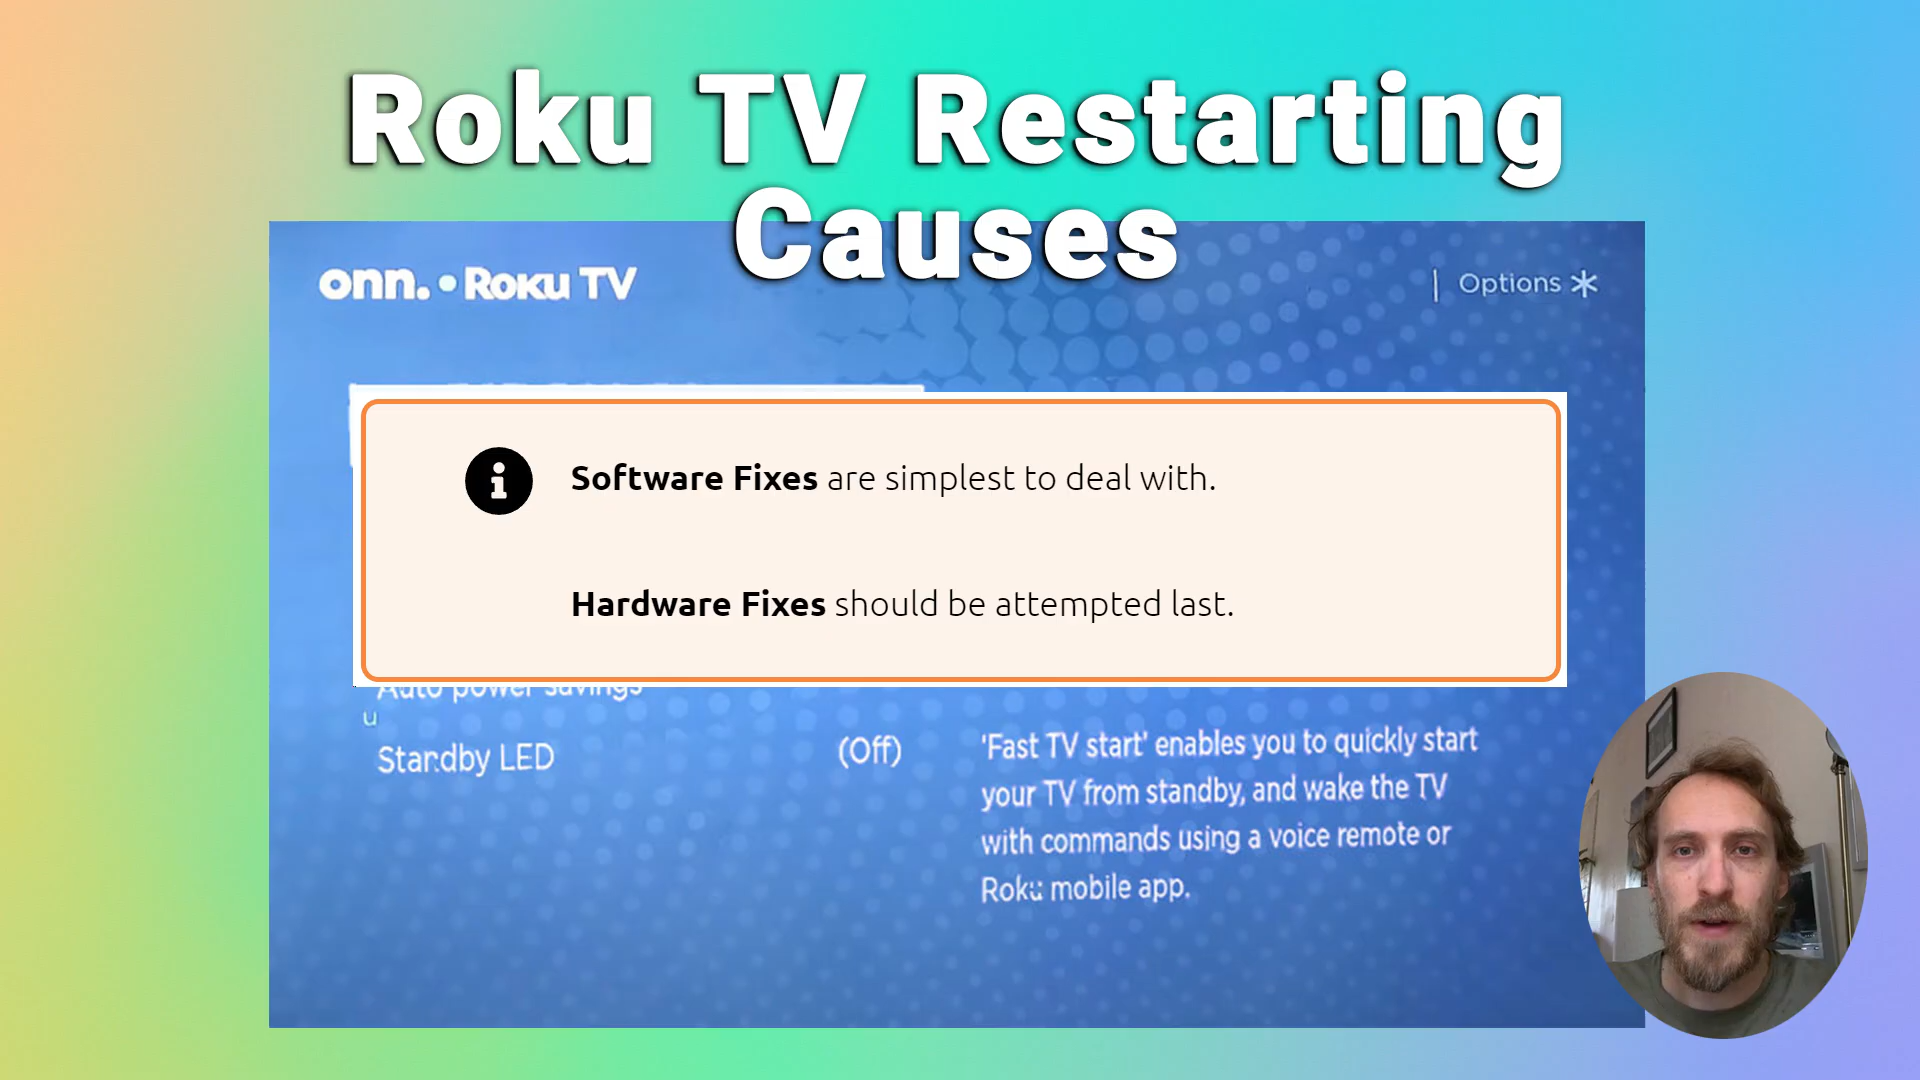 Roku TV Restarting
Causes
onn. • Roku TV
| Options
Software Fixes are simplest to deal with.
Hardware Fixes should be attempted last.
Auto power savings
u
Standby LED
(Off)
'Fast TV start' enables you to quickly start
your TV from standby, and wake the TV
with commands using a voice remote or
Roku mobile app.